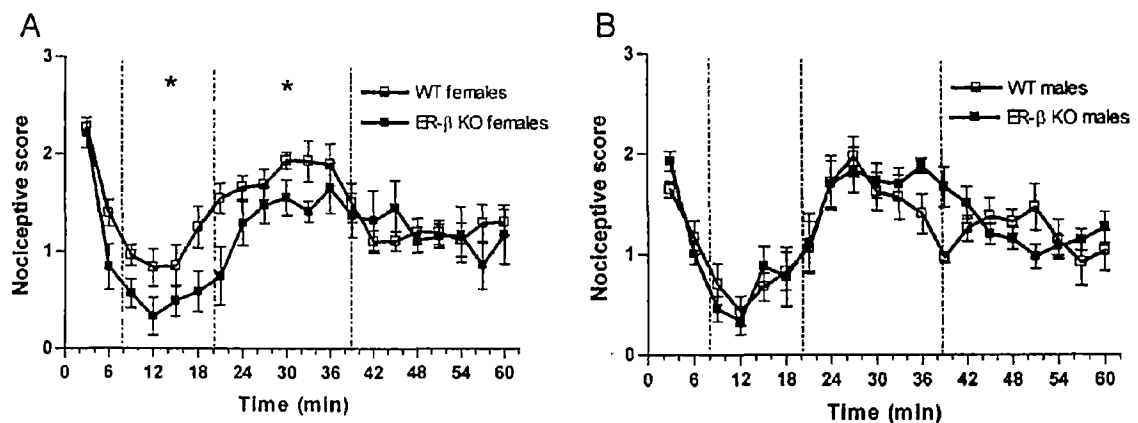 A
3
2
1
0
Nociceptive score
* *
WT females
ER-β KO females
0 6 12 18 24 30 36 42 48 54 60
Time (min)
B
3
2
1
0
Nociceptive score
WT males
ER-β KO males
0 6 12 18 24 30 36 42 48 54 60
Time (min)